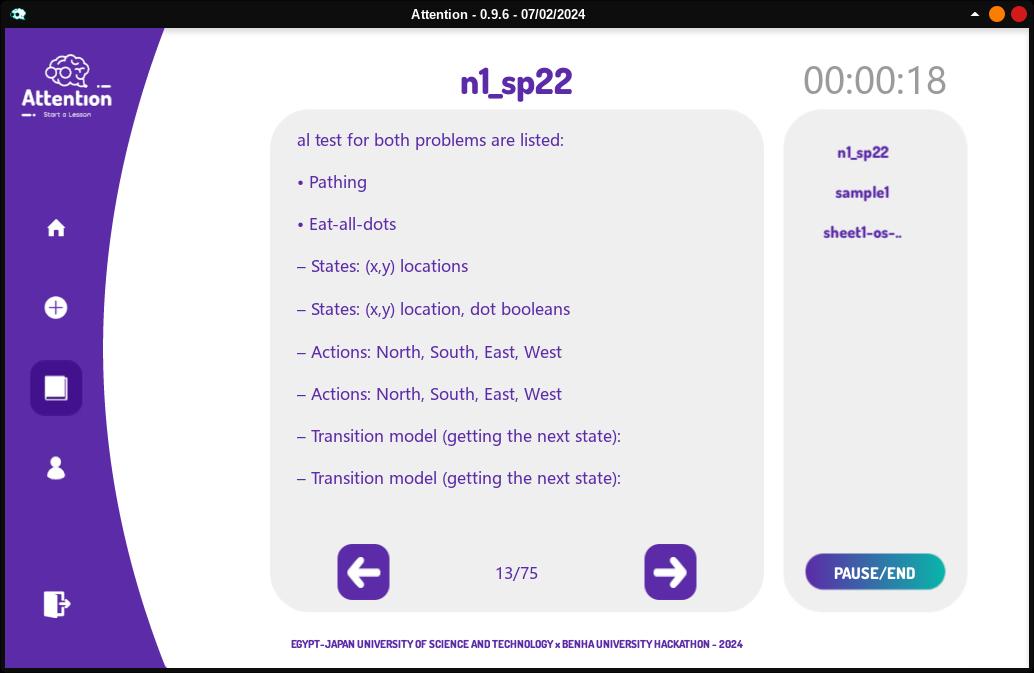 Attention - 0.9.6 - 07/02/2024
Attention
Start a Lesson
n1_sp22
00:00:18
al test for both problems are listed:
• Pathing
• Eat-all-dots
– States: (x,y) locations
– States: (x,y) location, dot booleans
– Actions: North, South, East, West
– Actions: North, South, East, West
– Transition model (getting the next state):
– Transition model (getting the next state):
13/75
n1_sp22
sample1
sheet1-os-..
PAUSE/END
EGYPT-JAPAN UNIVERSITY OF SCIENCE AND TECHNOLOGY x BENHA UNIVERSITY HACKATHON - 2024